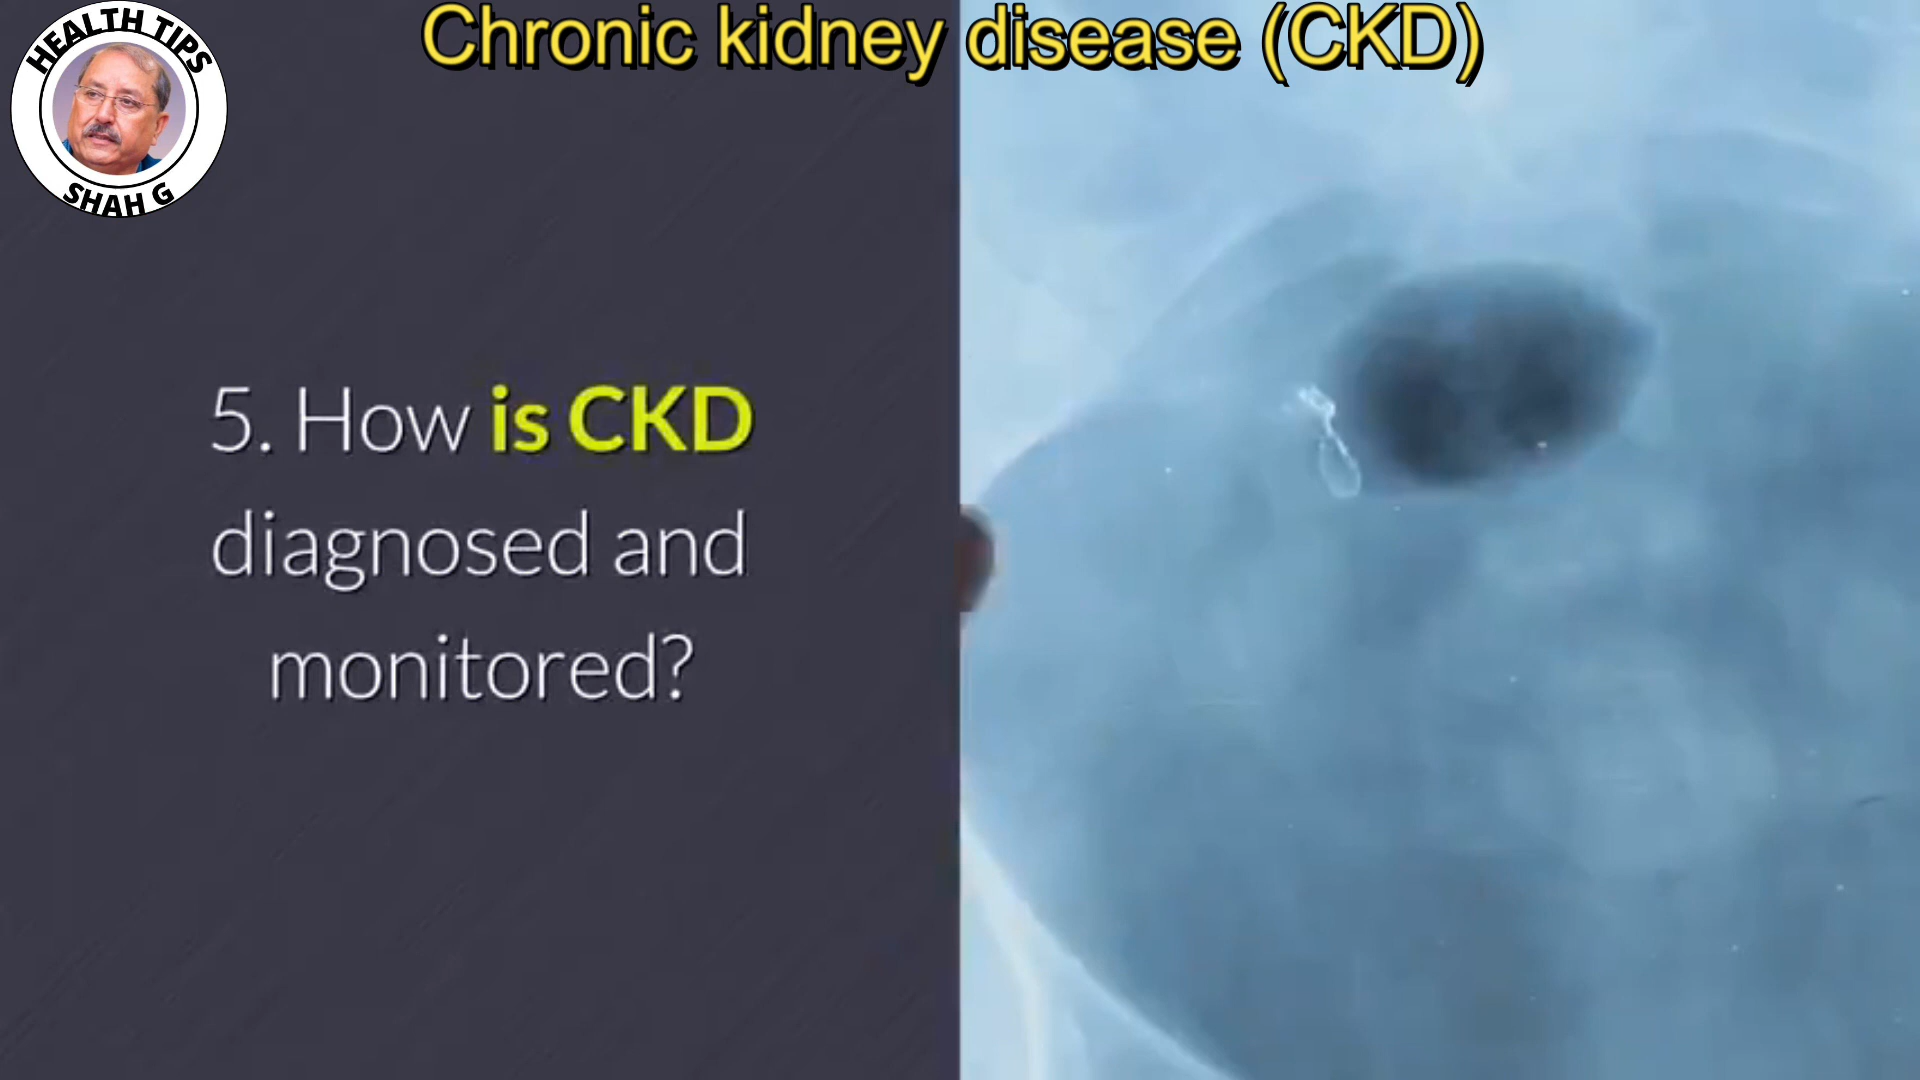 Chronic kidney disease (CKD)
HEALTH TIPS
SHAH G
5. How is CKD
diagnosed and
monitored?